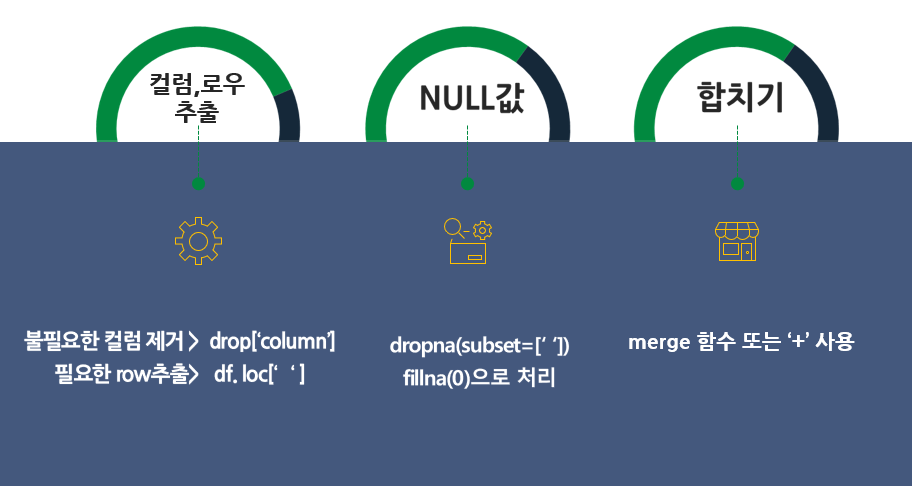 컬럼,로우
추출
NULL값
합치기
불필요한 컬럼 제거 > drop[‘column’]
필요한 row추출> df. loc[‘ ‘ ]
dropna(subset=[’ ‘])
fillna(0)으로 처리
merge 함수 또는 ‘+’ 사용